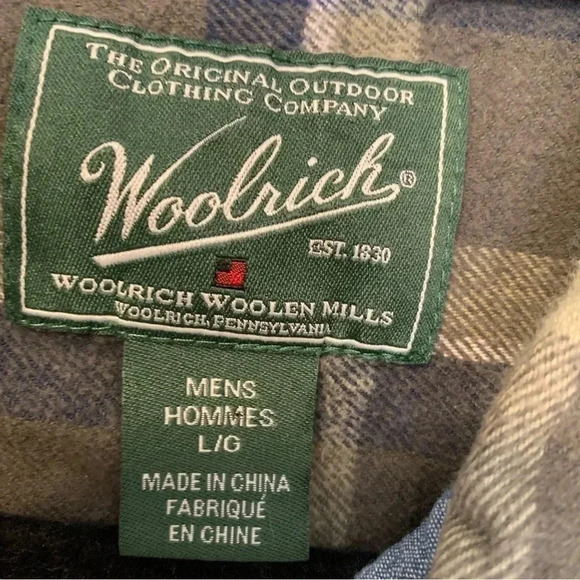 THE ORIGINAL OUTDOOR
CLOTHING COMPANY
Woolrich®
EST. 1830
WOOLRICH WOOLEN MILLS
WOOLRICH, PENNSYLVANIA
MENS
HOMMES
L/G
MADE IN CHINA
FABRIQUÉ
EN CHINE